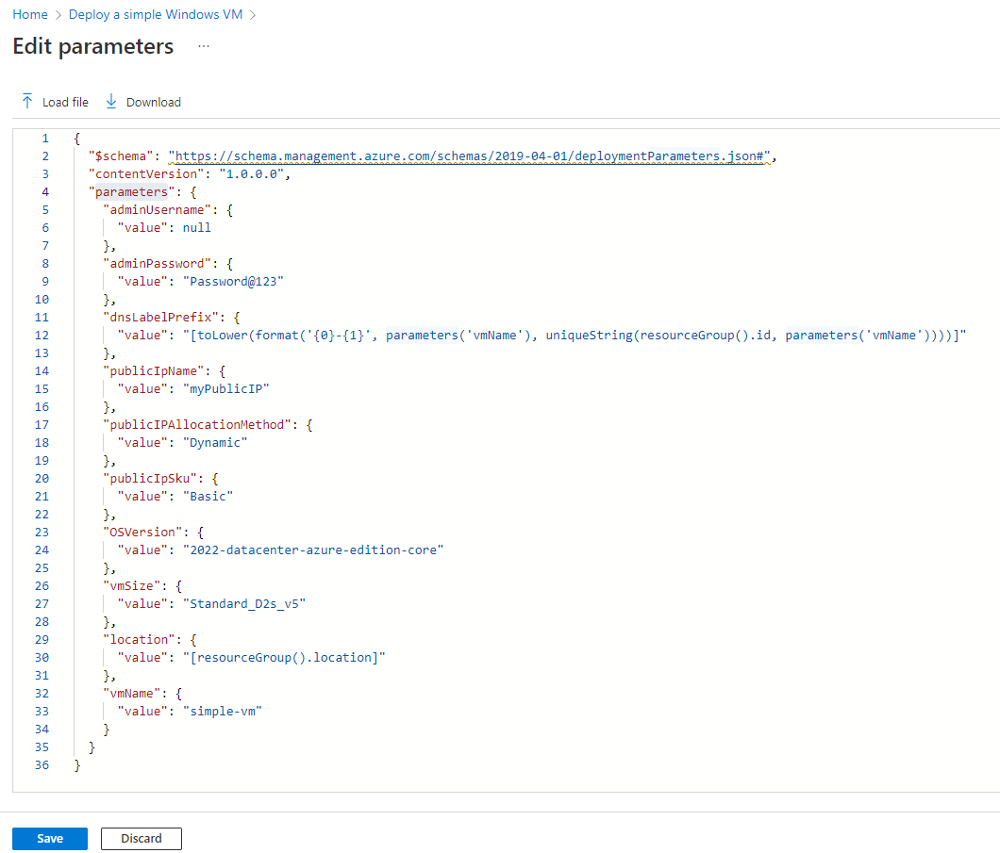 Home > Deploy a simple Windows VM >
Edit parameters ...
Load file Download
1 {
2 "$schema": "https://schema.management.azure.com/schemas/2019-04-01/deploymentParameters.json#",
3 "contentVersion": "1.0.0.0",
4 "parameters": {
5 "adminUsername": {
6 "value": null
7 },
8 "adminPassword": {
9 "value": "Password@123"
10 },
11 "dnsLabelPrefix": {
12 "value": "[toLower(format('{0}-{1}', parameters('vmName'), uniqueString(resourceGroup().id, parameters('vmName'))))]"
13 },
14 "publicIpName": {
15 "value": "myPublicIP"
16 },
17 "publicIPAllocationMethod": {
18 "value": "Dynamic"
19 },
20 "publicIpSku": {
21 "value": "Basic"
22 },
23 "OSVersion": {
24 "value": "2022-datacenter-azure-edition-core"
25 },
26 "vmSize": {
27 "value": "Standard_D2s_v5"
28 },
29 "location": {
30 "value": "[resourceGroup().location]"
31 },
32 "vmName": {
33 "value": "simple-vm"
34 }
35 }
36 }
Save Discard